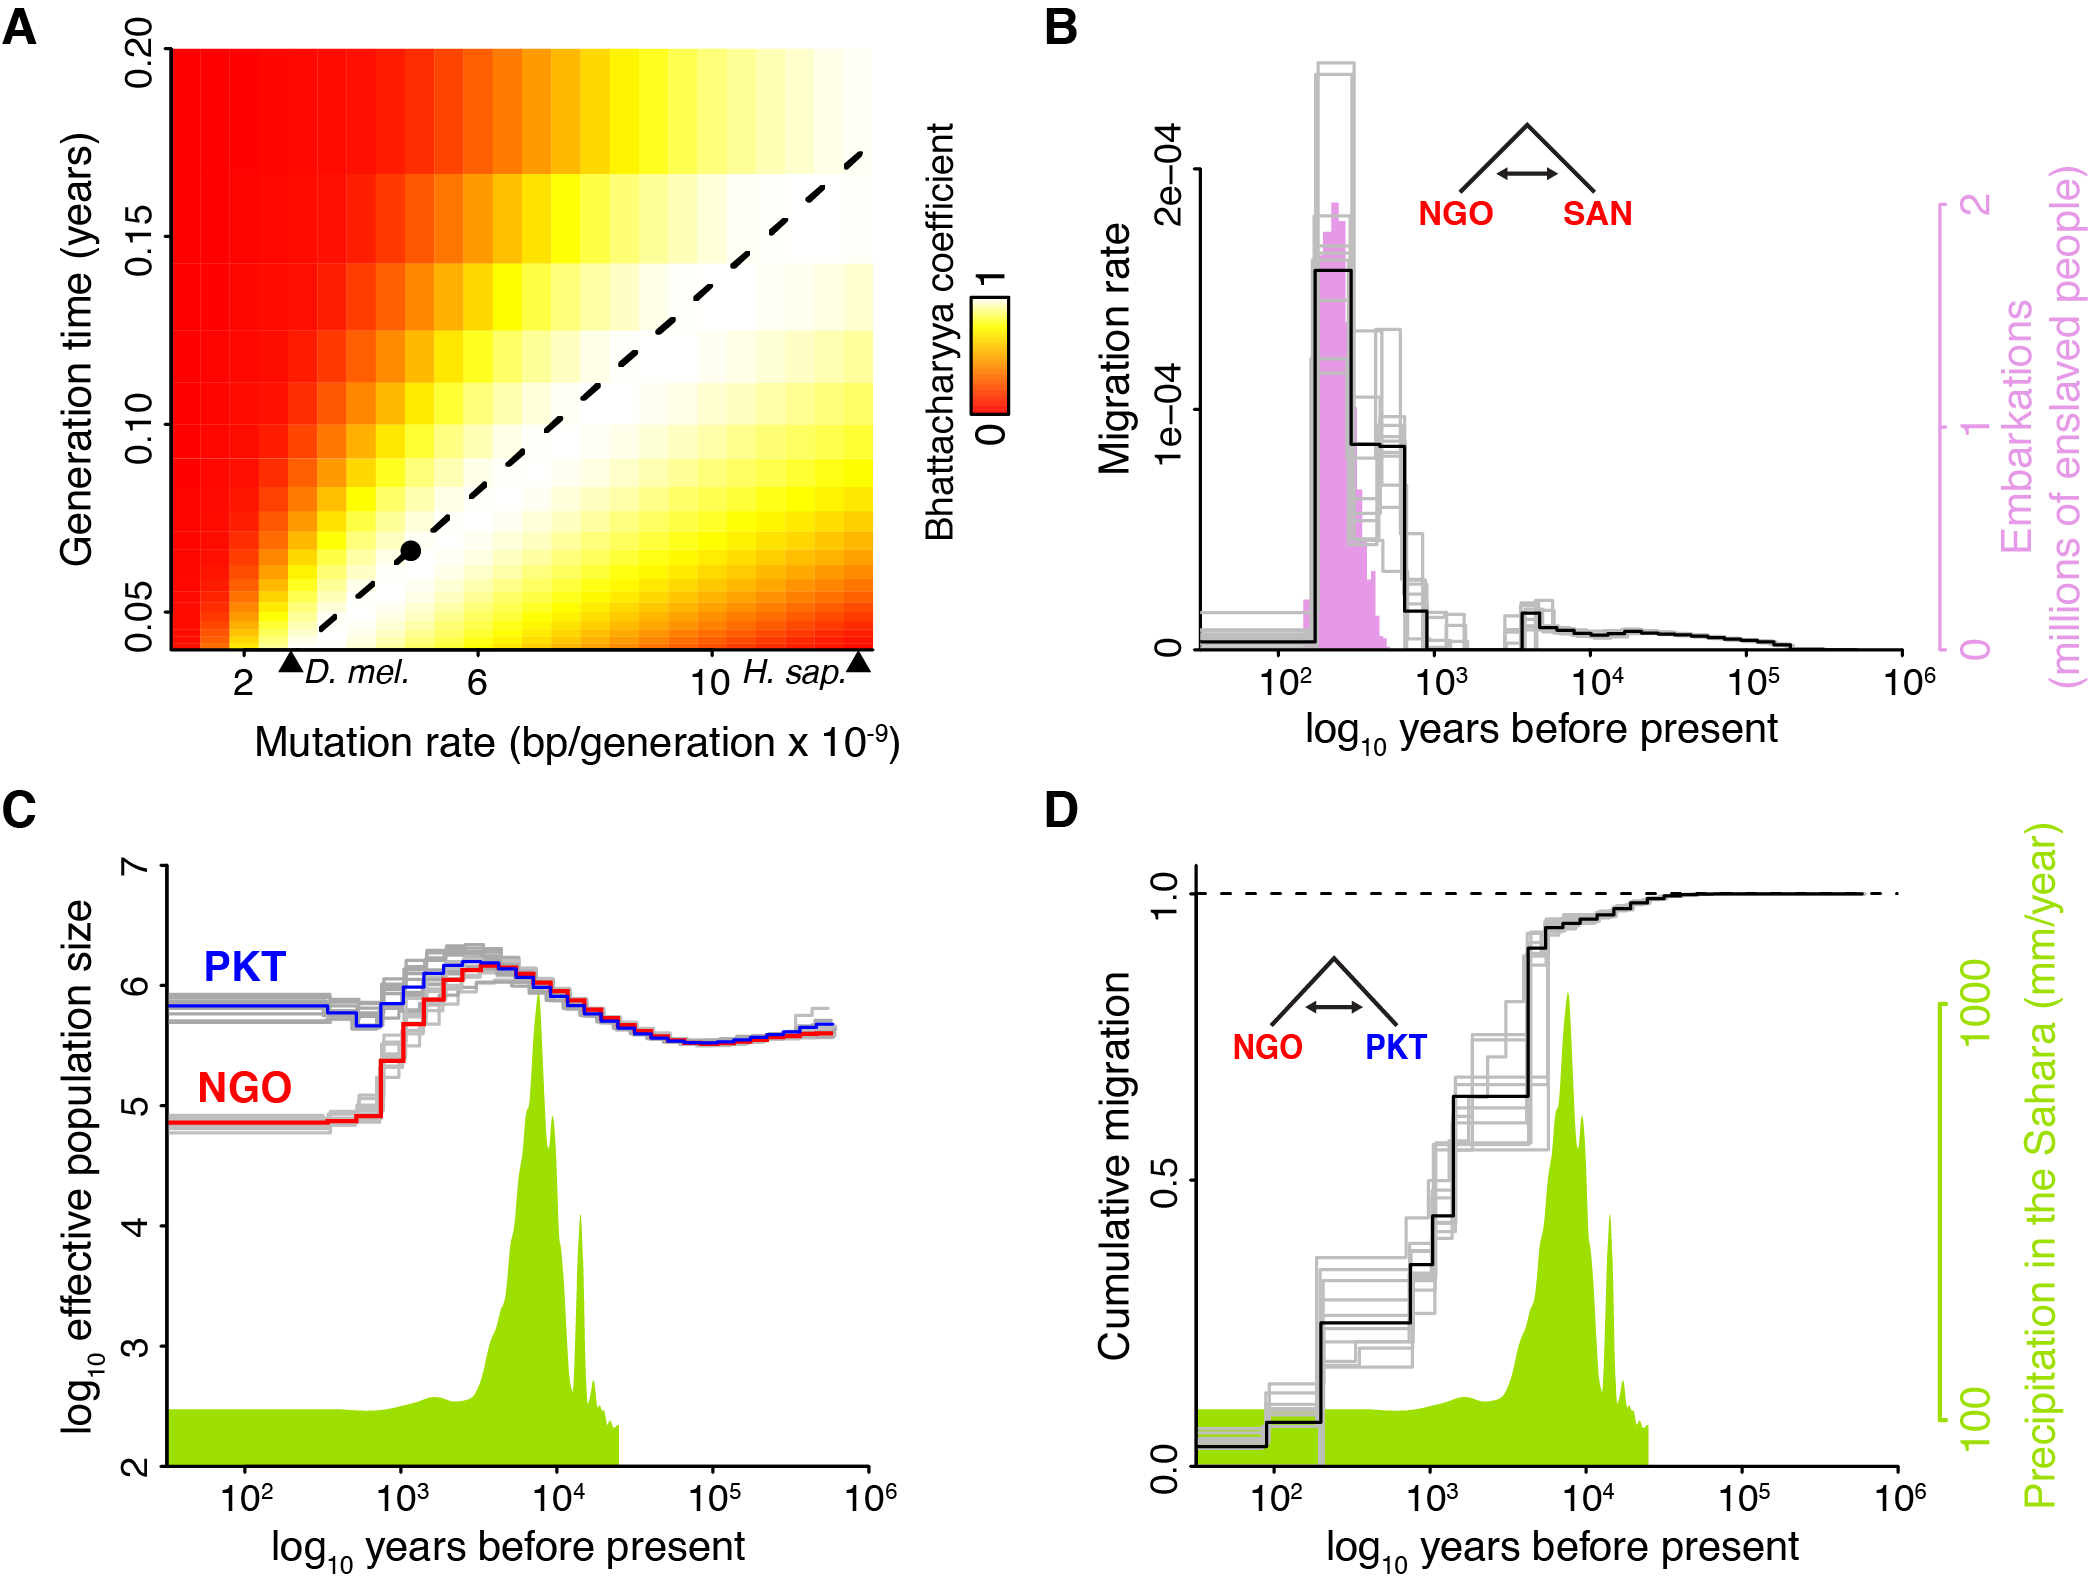 A
0.20
0.15
0.10
0.05
Generation time (years)
2
6
10
D. mel.
H. sap.
Mutation rate (bp/generation x 10⁻⁹)
Bhattacharyya coefficient
0
1
B
Migration rate
0
1e−04
2e−04
NGO
SAN
10²
10³
10⁴
10⁵
10⁶
log₁₀ years before present
0
1
2
Embarkations
(millions of enslaved people)
C
log₁₀ effective population size
7
6
5
4
3
2
PKT
NGO
10²
10³
10⁴
10⁵
10⁶
log₁₀ years before present
D
Cumulative migration
1.0
0.5
0.0
NGO
PKT
10²
10³
10⁴
10⁵
10⁶
log₁₀ years before present
1000
100
Precipitation in the Sahara (mm/year)